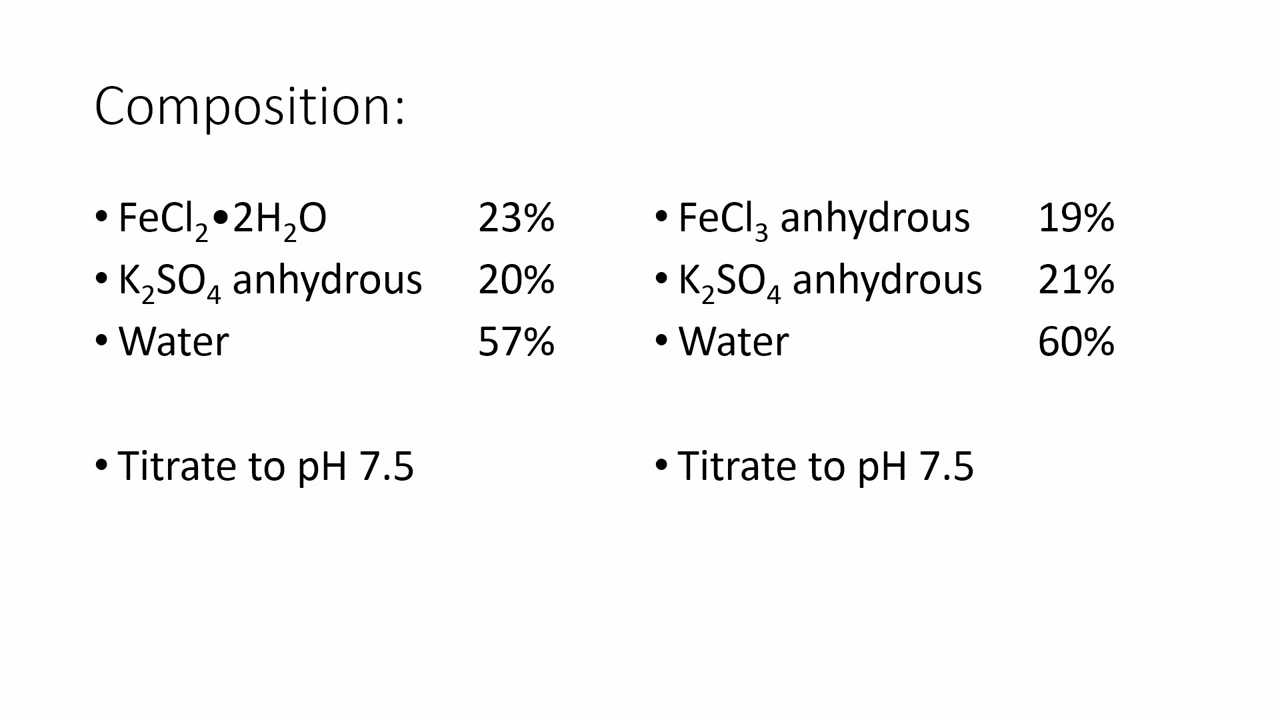 Composition:
• FeCl₂•2H₂O 23%
• K₂SO₄ anhydrous 20%
• Water 57%
• Titrate to pH 7.5
• FeCl₃ anhydrous 19%
• K₂SO₄ anhydrous 21%
• Water 60%
• Titrate to pH 7.5